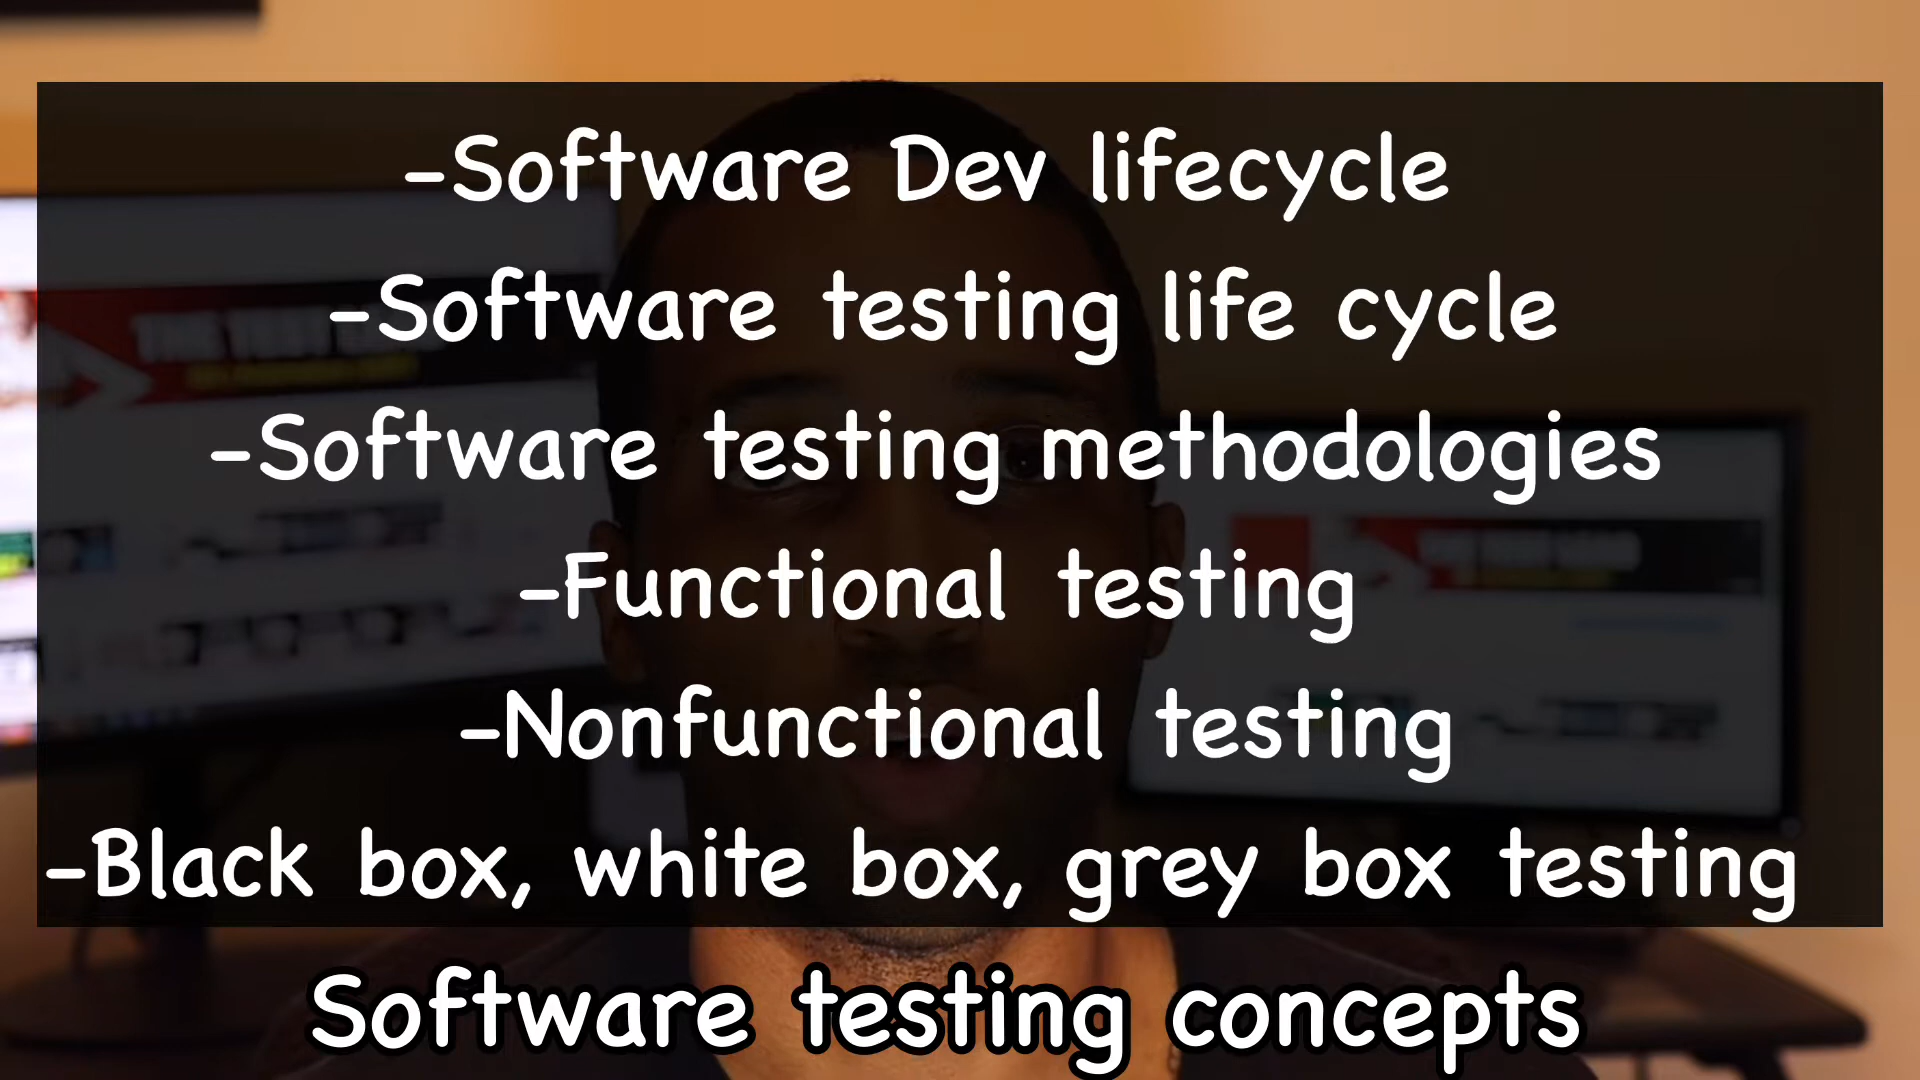 -Software Dev lifecycle
-Software testing life cycle
-Software testing methodologies
-Functional testing
-Nonfunctional testing
-Black box, white box, grey box testing
Software testing concepts